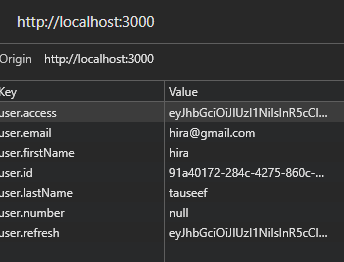 http://localhost:3000
Origin http://localhost:3000
Key Value
user.access eyJhbGciOiJIUzI1NiIsInR5cCI...
user.email hira@gmail.com
user.firstName hira
user.id 91a40172-284c-4275-860c-...
user.lastName tauseef
user.number null
user.refresh eyJhbGciOiJIUzI1NiIsInR5cCI...